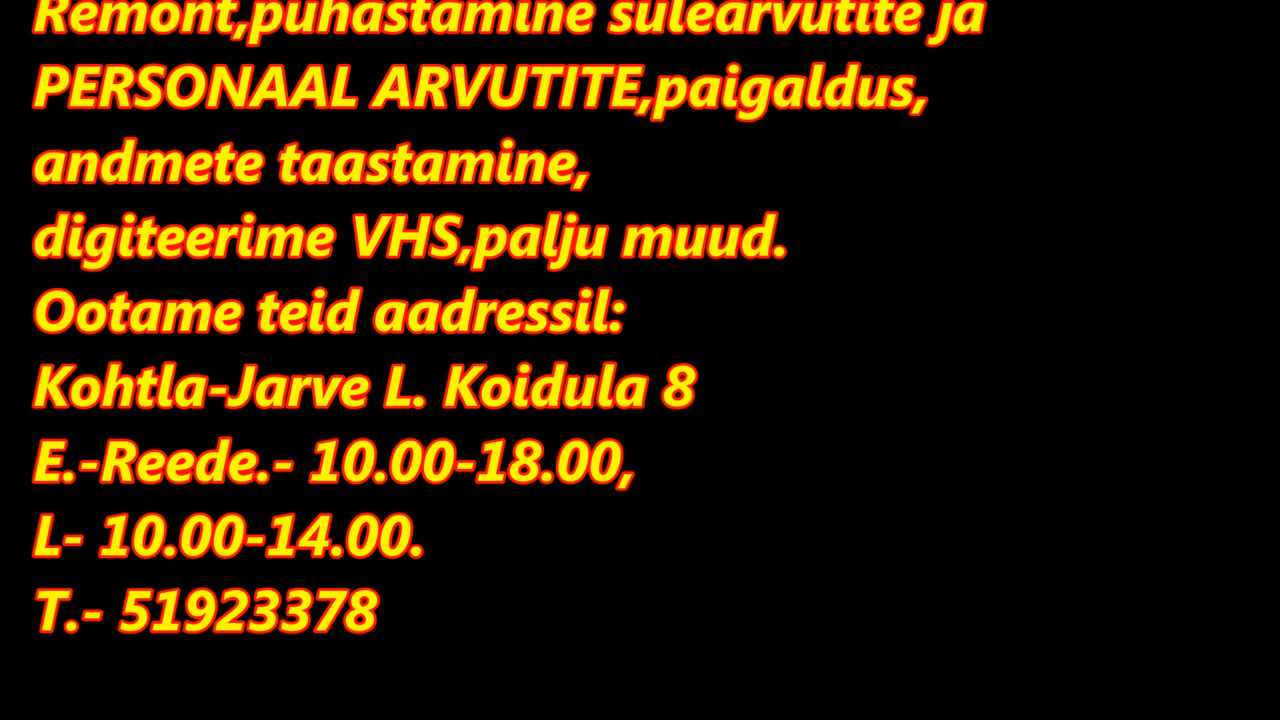 Remont,puhastamine sülearvutite ja
PERSONAAL ARVUTITE,paigaldus,
andmete taastamine,
digiteerime VHS,palju muud.
Ootame teid aadressil:
Kohtla-Jarve L. Koidula 8
E.-Reede.- 10.00-18.00,
L- 10.00-14.00.
T.- 51923378